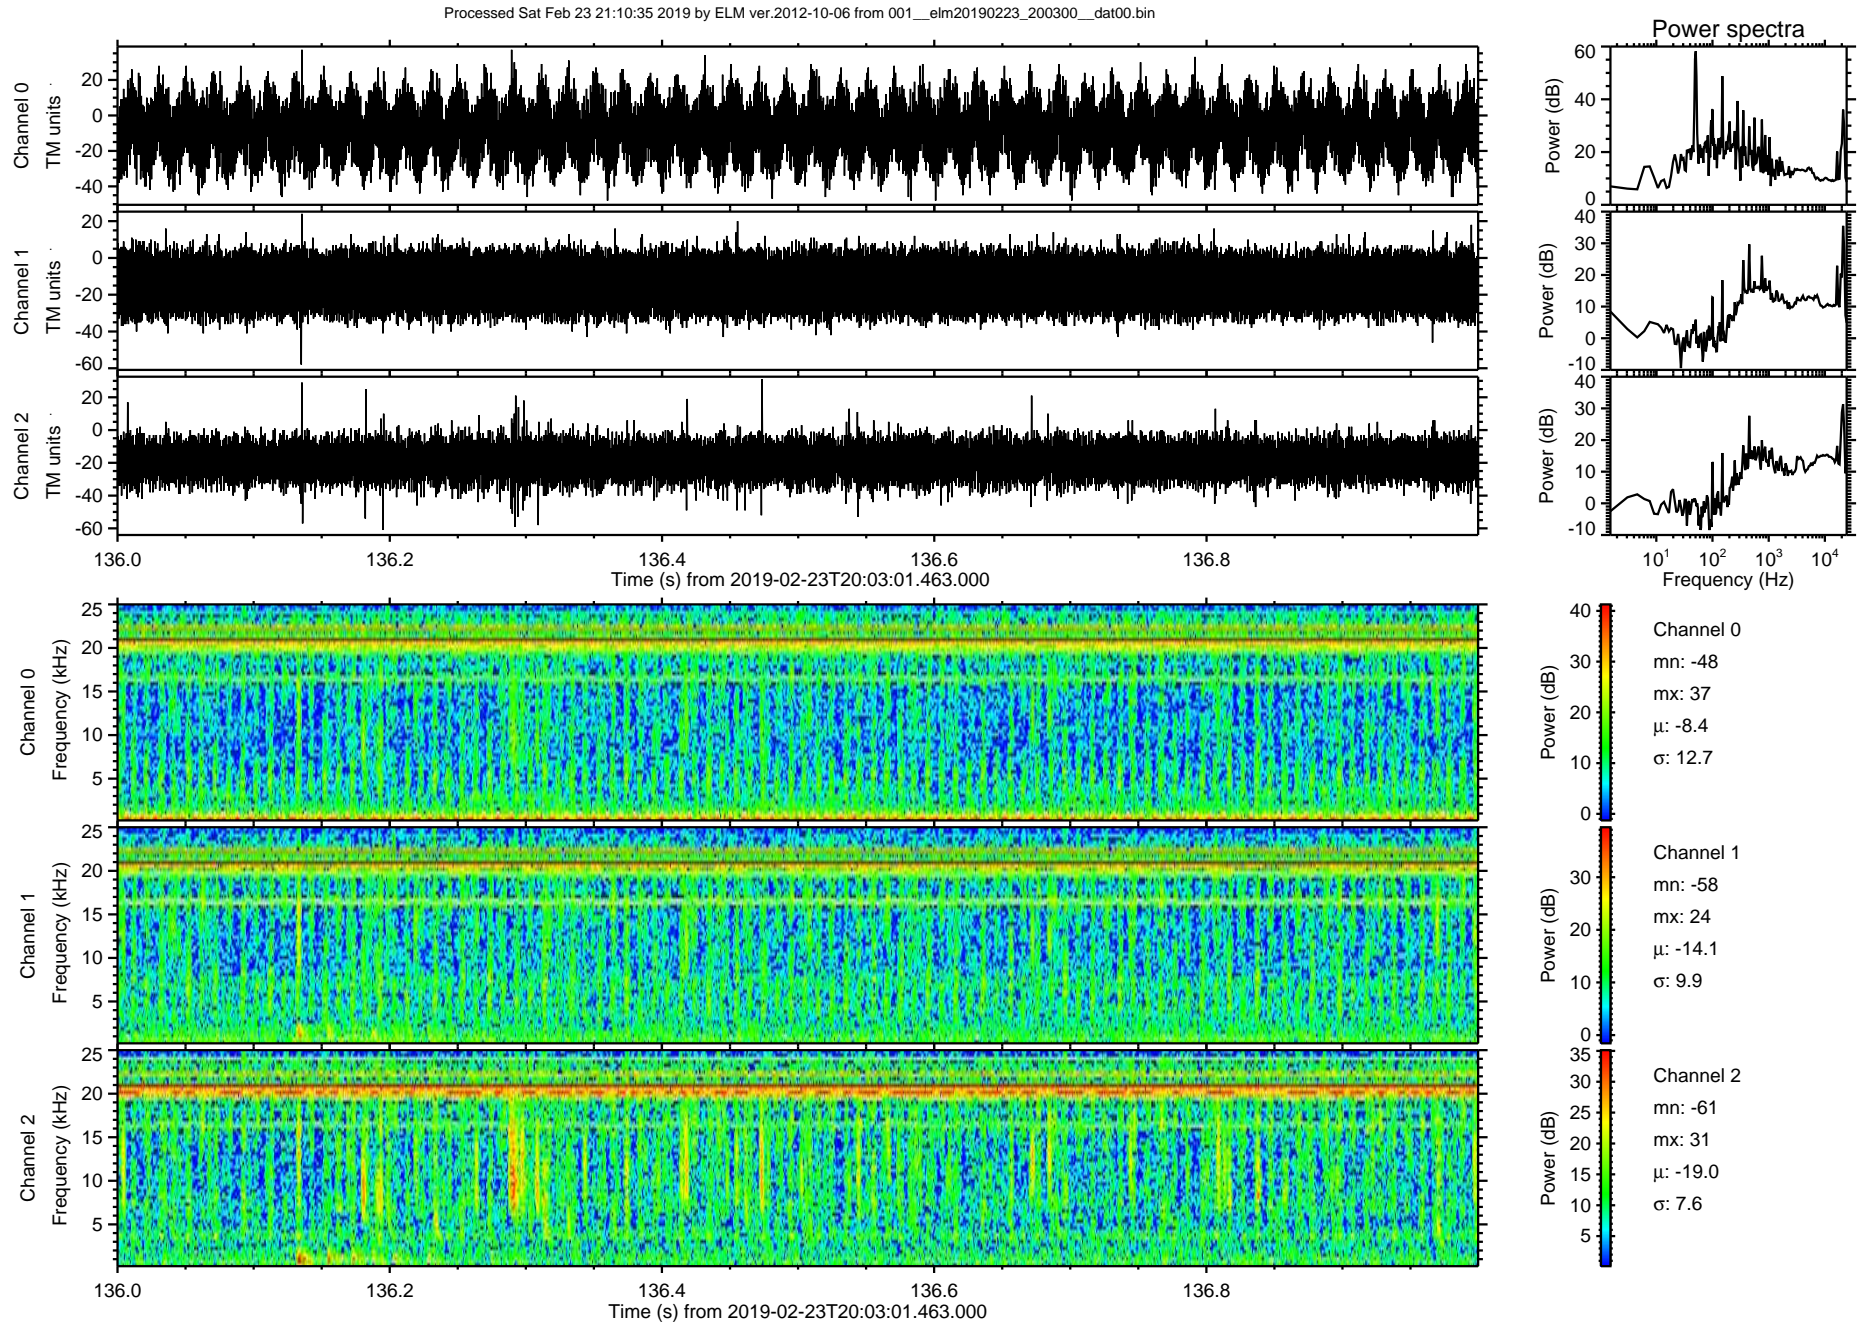 Processed Sat Feb 23 21:10:35 2019 by ELM ver.2012-10-06 from 001__elm20190223_200300__dat00.bin
Power spectra
Channel 0
TM units
20
0
-20
-40
Power (dB)
60
40
20
0
Channel 1
TM units
20
0
-20
-40
-60
Power (dB)
40
30
20
10
0
-10
Channel 2
TM units
20
0
-20
-40
-60
Power (dB)
40
30
20
10
0
-10
136.0 136.2 136.4 136.6 136.8
Time (s) from 2019-02-23T20:03:01.463.000
10^1 10^2 10^3 10^4
Frequency (Hz)
Channel 0
Frequency (kHz)
25
20
15
10
5
Power (dB)
40
30
20
10
0
Channel 0
mn: -48
mx: 37
μ: -8.4
σ: 12.7
Channel 1
Frequency (kHz)
25
20
15
10
5
Power (dB)
30
20
10
0
Channel 1
mn: -58
mx: 24
μ: -14.1
σ: 9.9
Channel 2
Frequency (kHz)
25
20
15
10
5
Power (dB)
35
30
25
20
15
10
5
Channel 2
mn: -61
mx: 31
μ: -19.0
σ: 7.6
136.0 136.2 136.4 136.6 136.8
Time (s) from 2019-02-23T20:03:01.463.000